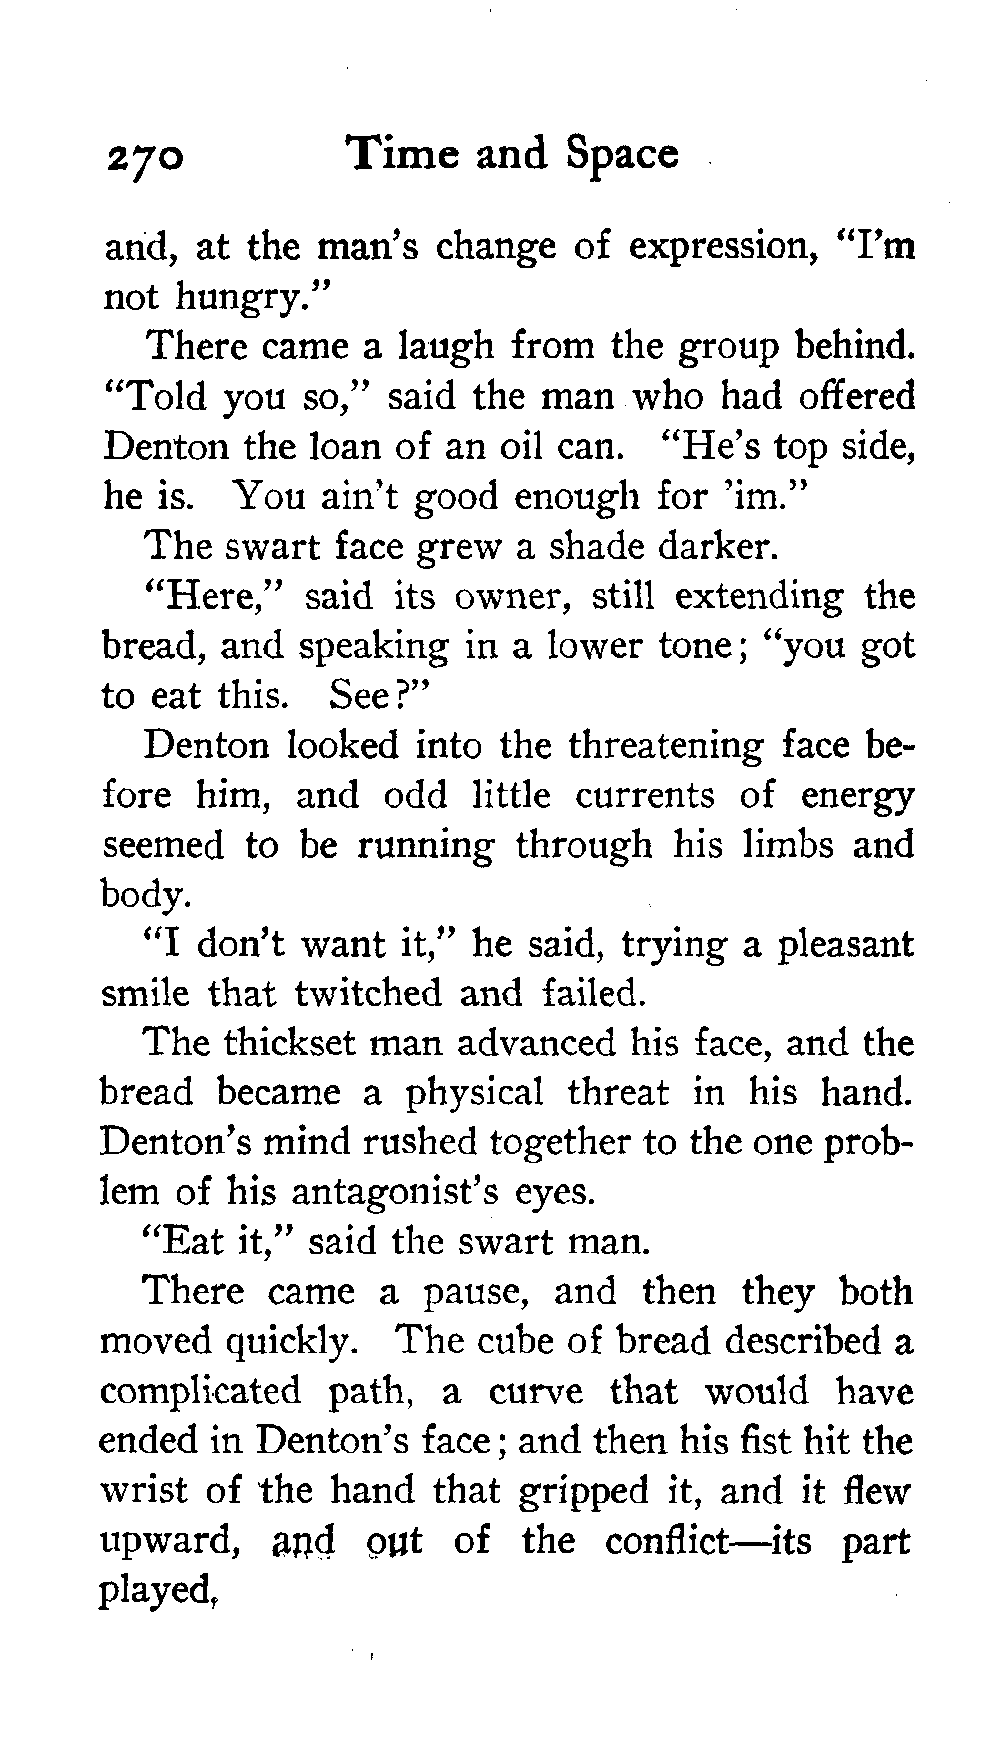 270 Time and Space
and, at the man's change of expression, "I'm
not hungry."
There came a laugh from the group behind.
"Told you so," said the man who had offered
Denton the loan of an oil can. "He's top side,
he is. You ain't good enough for 'im."
The swart face grew a shade darker.
"Here," said its owner, still extending the
bread, and speaking in a lower tone; "you got
to eat this. See?"
Denton looked into the threatening face be-
fore him, and odd little currents of energy
seemed to be running through his limbs and
body.
"I don't want it," he said, trying a pleasant
smile that twitched and failed.
The thickset man advanced his face, and the
bread became a physical threat in his hand.
Denton's mind rushed together to the one prob-
lem of his antagonist's eyes.
"Eat it," said the swart man.
There came a pause, and then they both
moved quickly. The cube of bread described a
complicated path, a curve that would have
ended in Denton's face; and then his fist hit the
wrist of the hand that gripped it, and it flew
upward, and out of the conflict—its part
played,